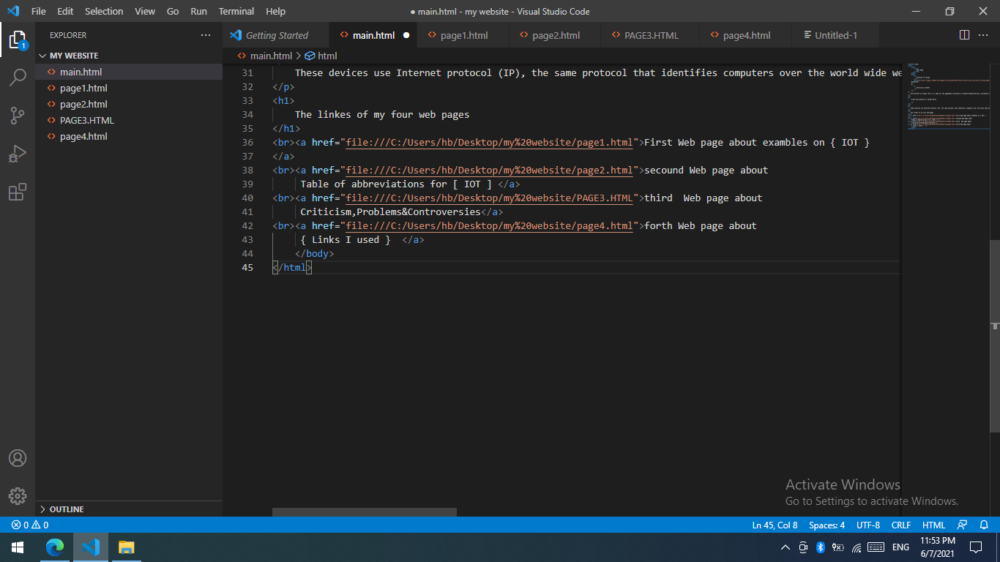 File Edit Selection View Go Run Terminal Help ● main.html - my website - Visual Studio Code
EXPLORER ···
Getting Started main.html ● page1.html page2.html PAGE3.HTML page4.html Untitled-1 ···
MY WEBSITE
main.html
page1.html
page2.html
PAGE3.HTML
page4.html
OUTLINE
1
main.html > html
31 These devices use Internet protocol (IP), the same protocol that identifies computers over the world wide we
32 </p>
33 <h1>
34 The linkes of my four web pages
35 </h1>
36 <br><a href="file:///C:/Users/hb/Desktop/my%20website/page1.html">First Web page about examples on { IOT }
37 </a>
38 <br><a href="file:///C:/Users/hb/Desktop/my%20website/page2.html">secound Web page about
39 Table of abbreviations for [ IOT ] </a>
40 <br><a href="file:///C:/Users/hb/Desktop/my%20website/PAGE3.HTML">third  Web page about
41 Criticism,Problems&Controversies</a>
42 <br><a href="file:///C:/Users/hb/Desktop/my%20website/page4.html">forth Web page about
43 { Links I used }  </a>
44 </body>
45 </html>
Activate Windows
Go to Settings to activate Windows.
0 0 Ln 45, Col 8 Spaces: 4 UTF-8 CRLF HTML
ENG 11:53 PM
6/7/2021